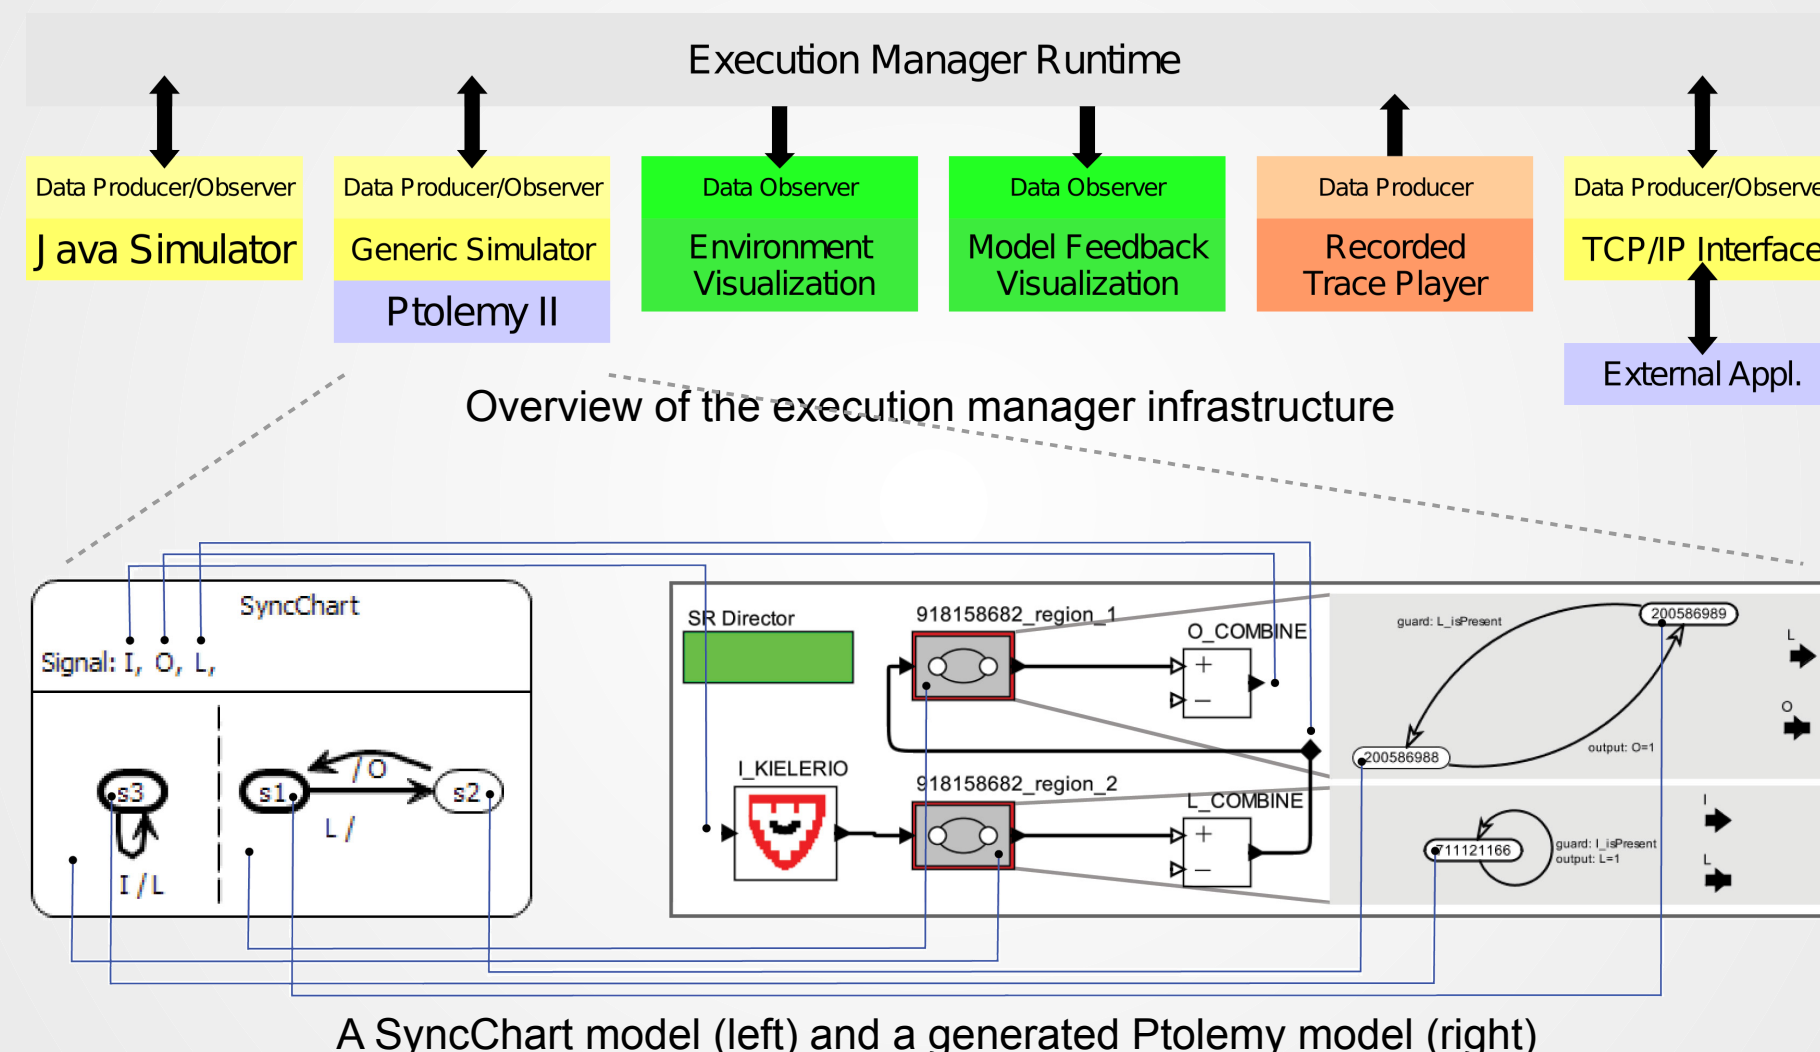 Execution Manager Runtime
Data Producer/Observer
Java Simulator
Data Producer/Observer
Generic Simulator
Ptolemy II
Data Observer
Environment
Visualization
Data Observer
Model Feedback
Visualization
Data Producer
Recorded
Trace Player
Data Producer/Observe
TCP/IP Interface
External Appl.
Overview of the execution manager infrastructure
SyncChart
Signal: I, O, L,
s3
I / L
s1
/ O
s2
L /
SR Director
918158682_region_1
O_COMBINE
+
−
I_KIELERIO
918158682_region_2
L_COMBINE
+
−
guard: L_isPresent
200586989
200586988
output: O=1
L
O
711121166
guard: I_isPresent
output: L=1
I
L
A SyncChart model (left) and a generated Ptolemy model (right)